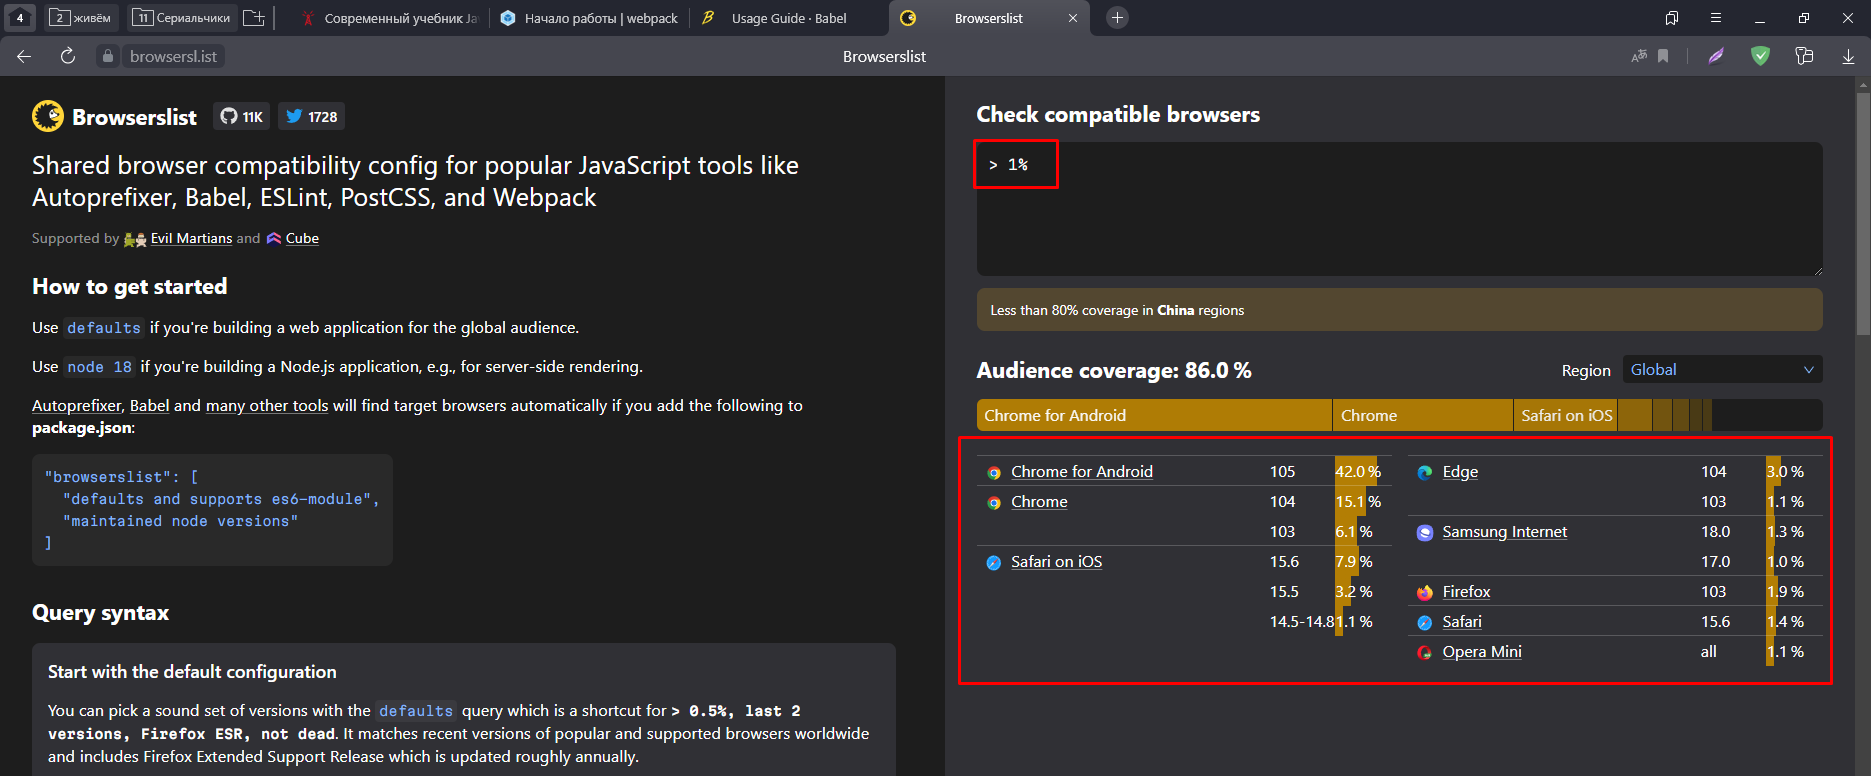 4
2 живём
11 Сериальчики
Современный учебник Ja
Начало работы | webpack
Usage Guide · Babel
Browserslist
browsersl.ist
Browserslist
Browserslist
11K
1728
Shared browser compatibility config for popular JavaScript tools like
Autoprefixer, Babel, ESLint, PostCSS, and Webpack
Supported by Evil Martians and Cube
How to get started
Use defaults if you're building a web application for the global audience.
Use node 18 if you're building a Node.js application, e.g., for server-side rendering.
Autoprefixer, Babel and many other tools will find target browsers automatically if you add the following to
package.json:
"browserslist": [
"defaults and supports es6-module",
"maintained node versions"
]
Query syntax
Start with the default configuration
You can pick a sound set of versions with the defaults query which is a shortcut for > 0.5%, last 2
versions, Firefox ESR, not dead. It matches recent versions of popular and supported browsers worldwide
and includes Firefox Extended Support Release which is updated roughly annually.
Check compatible browsers
> 1%
Less than 80% coverage in China regions
Audience coverage: 86.0 %
Region Global
Chrome for Android Chrome Safari on iOS
Chrome for Android 105 42.0 %
Chrome 104 15.1 %
103 6.1 %
Safari on iOS 15.6 7.9 %
15.5 3.2 %
14.5-14.8 1.1 %
Edge 104 3.0 %
103 1.1 %
Samsung Internet 18.0 1.3 %
17.0 1.0 %
Firefox 103 1.9 %
Safari 15.6 1.4 %
Opera Mini all 1.1 %